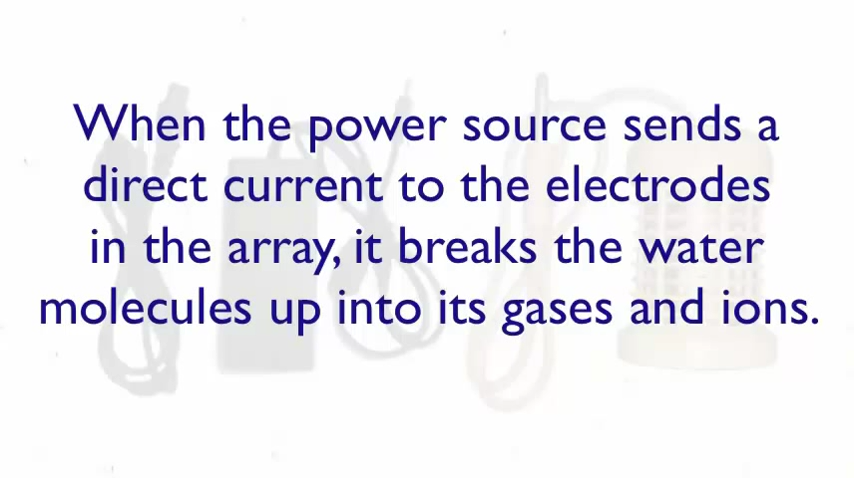 When the power source sends a
direct current to the electrodes
in the array, it breaks the water
molecules up into its gases and ions.